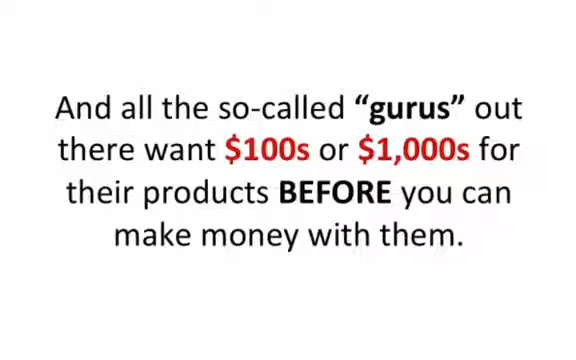 And all the so-called “gurus” out
there want $100s or $1,000s for
their products BEFORE you can
make money with them.